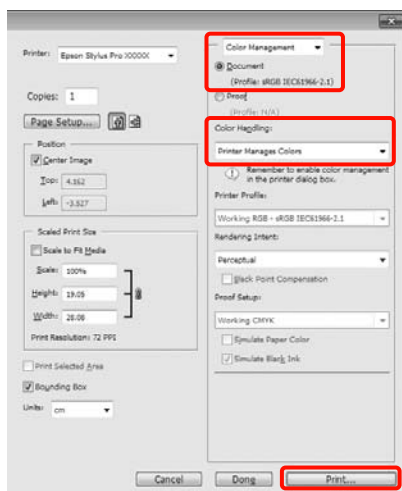 Printer: Epson Stylus Pro XXXXX
Copies: 1
Page Setup...
Position
Center Image
Top: 4.162
Left: -3.527
Scaled Print Size
Scale to Fit Media
Scale: 100%
Height: 19.05
Width: 28.08
Print Resolution: 72 PPI
Print Selected Area
Bounding Box
Units: cm
Color Management
Document
(Profile: sRGB IEC61966-2.1)
Proof
(Profile: N/A)
Color Handling:
Printer Manages Colors
Remember to enable color management
in the printer dialog box.
Printer Profile:
Working RGB - sRGB IEC61966-2.1
Rendering Intent:
Perceptual
Black Point Compensation
Proof Setup:
Working CMYK
Simulate Paper Color
Simulate Black Ink
Cancel
Done
Print...